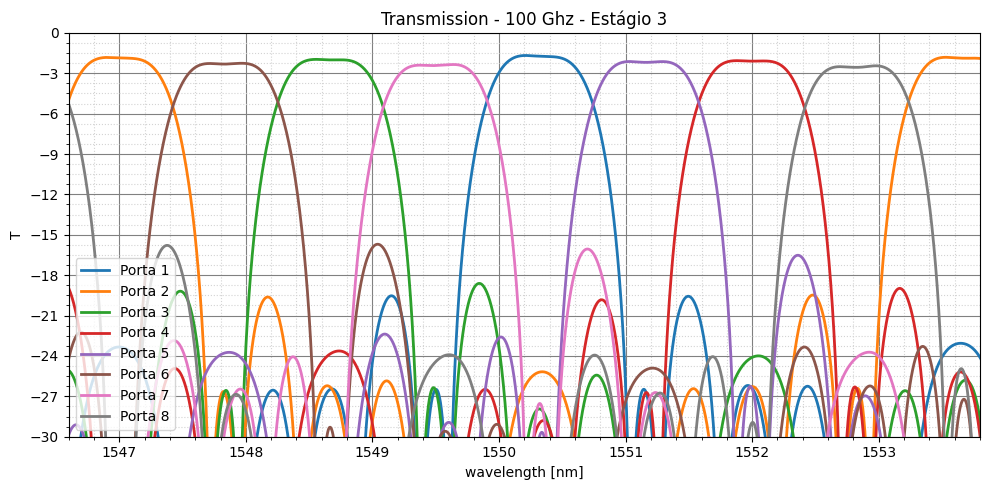 Transmission - 100 Ghz - Estágio 3
T
0
−3
−6
−9
−12
−15
−18
−21
−24
−27
−30
Porta 1
Porta 2
Porta 3
Porta 4
Porta 5
Porta 6
Porta 7
Porta 8
1547 1548 1549 1550 1551 1552 1553
wavelength [nm]